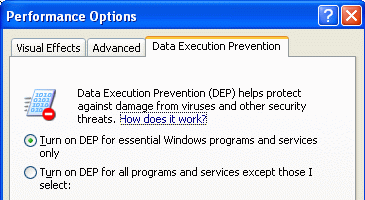 Performance Options
Visual Effects Advanced Data Execution Prevention
Data Execution Prevention (DEP) helps protect
against damage from viruses and other security
threats. How does it work?
Turn on DEP for essential Windows programs and services
only
Turn on DEP for all programs and services except those I
select: